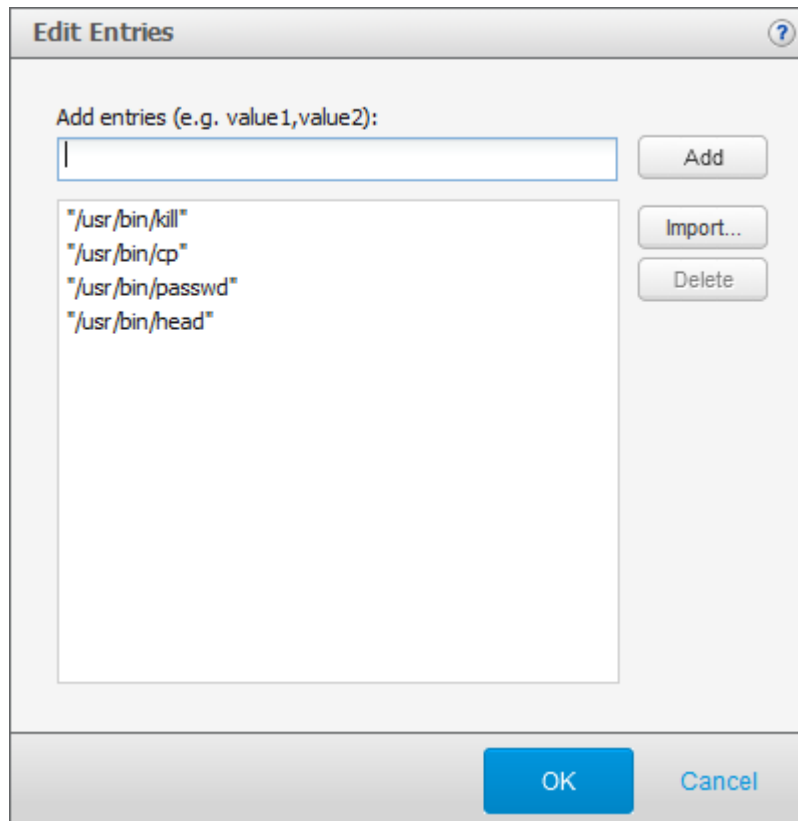 Edit Entries
?
Add entries (e.g. value1,value2):
Add
"/usr/bin/kill"
"/usr/bin/cp"
"/usr/bin/passwd"
"/usr/bin/head"
Import...
Delete
OK
Cancel